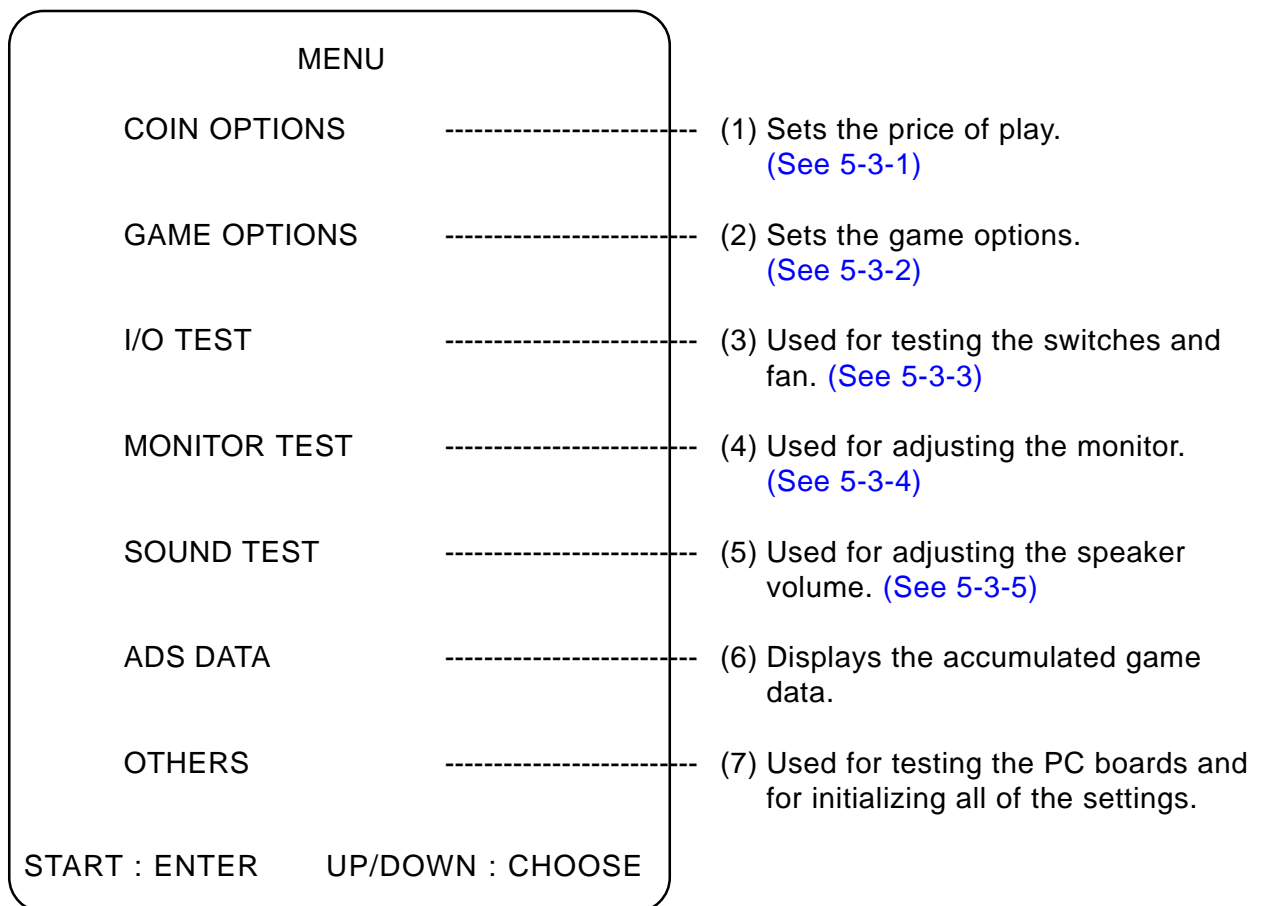 MENU
COIN OPTIONS -------------------------- (1) Sets the price of play.
(See 5-3-1)
GAME OPTIONS -------------------------- (2) Sets the game options.
(See 5-3-2)
I/O TEST -------------------------- (3) Used for testing the switches and
fan. (See 5-3-3)
MONITOR TEST -------------------------- (4) Used for adjusting the monitor.
(See 5-3-4)
SOUND TEST -------------------------- (5) Used for adjusting the speaker
volume. (See 5-3-5)
ADS DATA -------------------------- (6) Displays the accumulated game
data.
OTHERS -------------------------- (7) Used for testing the PC boards and
for initializing all of the settings.
START : ENTER UP/DOWN : CHOOSE